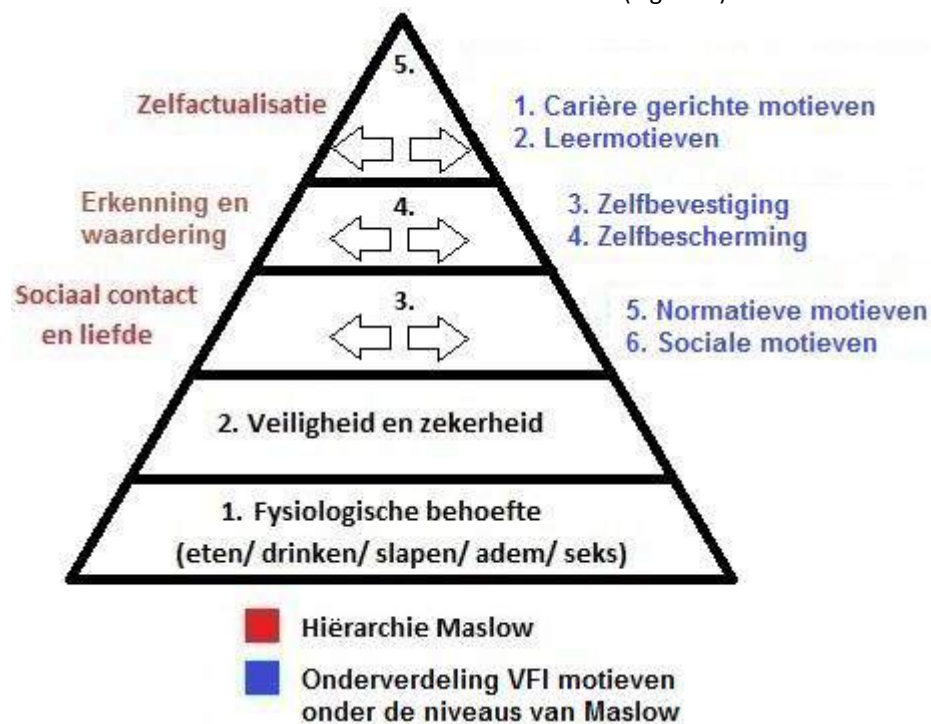 5.
Zelfactualisatie
1. Carière gerichte motieven
2. Leermotieven
Erkenning en
waardering
4.
3. Zelfbevestiging
4. Zelfbescherming
Sociaal contact
en liefde
3.
5. Normatieve motieven
6. Sociale motieven
2. Veiligheid en zekerheid
1. Fysiologische behoefte
(eten/ drinken/ slapen/ adem/ seks)
Hiërarchie Maslow
Onderverdeling VFI motieven
onder de niveaus van Maslow